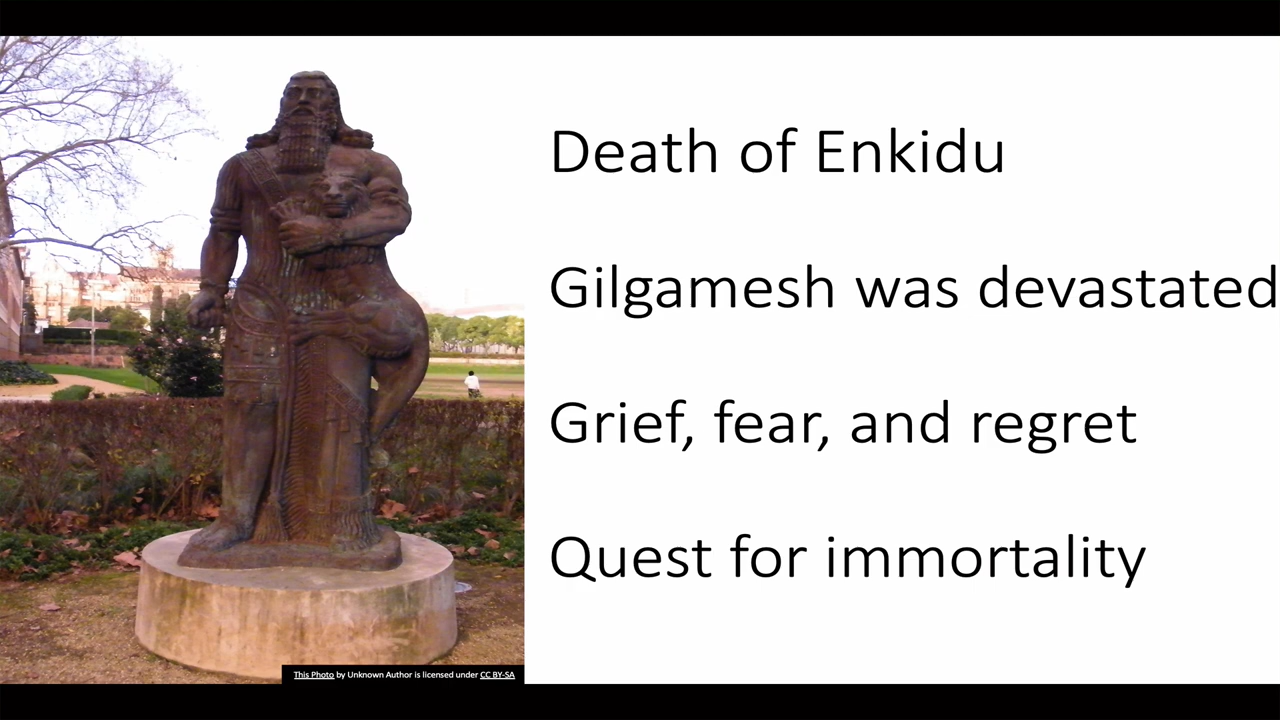 Death of Enkidu
Gilgamesh was devastated
Grief, fear, and regret
Quest for immortality
This Photo by Unknown Author is licensed under CC BY-SA